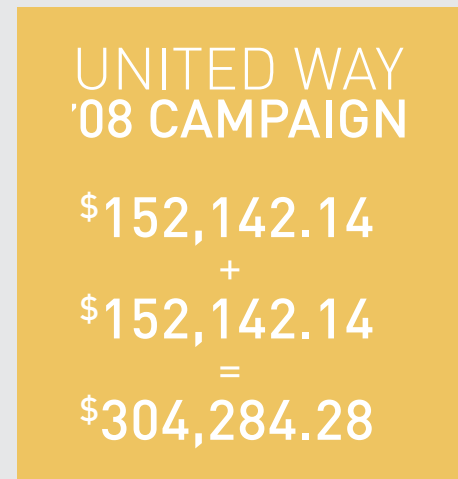 UNITED WAY
'08 CAMPAIGN
$152,142.14
+
$152,142.14
=
$304,284.28